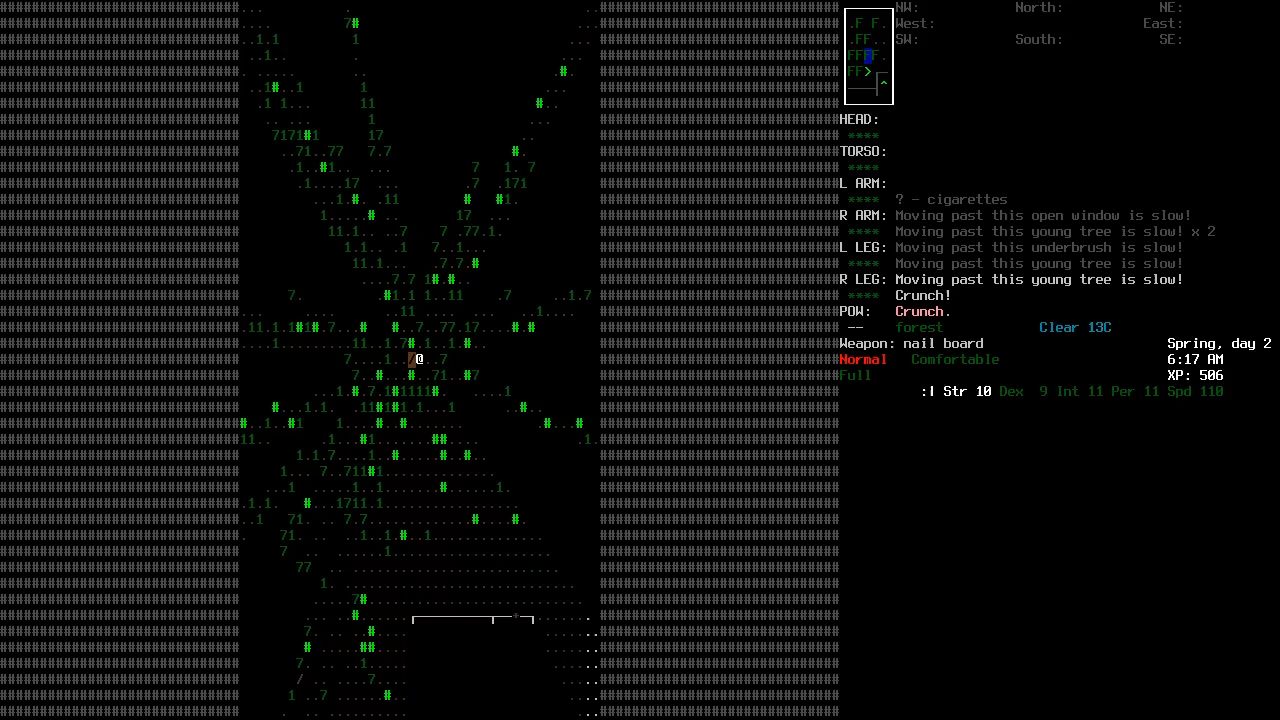 NW: North: NE:
West: East:
SW: South: SE:
HEAD:
****
TORSO:
****
L ARM:
**** ? - cigarettes
R ARM: Moving past this open window is slow!
**** Moving past this young tree is slow! x 2
L LEG: Moving past this underbrush is slow!
**** Moving past this young tree is slow!
R LEG: Moving past this young tree is slow!
**** Crunch!
POW: Crunch.
-- forest Clear 13C
Weapon: nail board Spring, day 2
Normal Comfortable 6:17 AM
Full XP: 506
:| Str 10 Dex 9 Int 11 Per 11 Spd 110